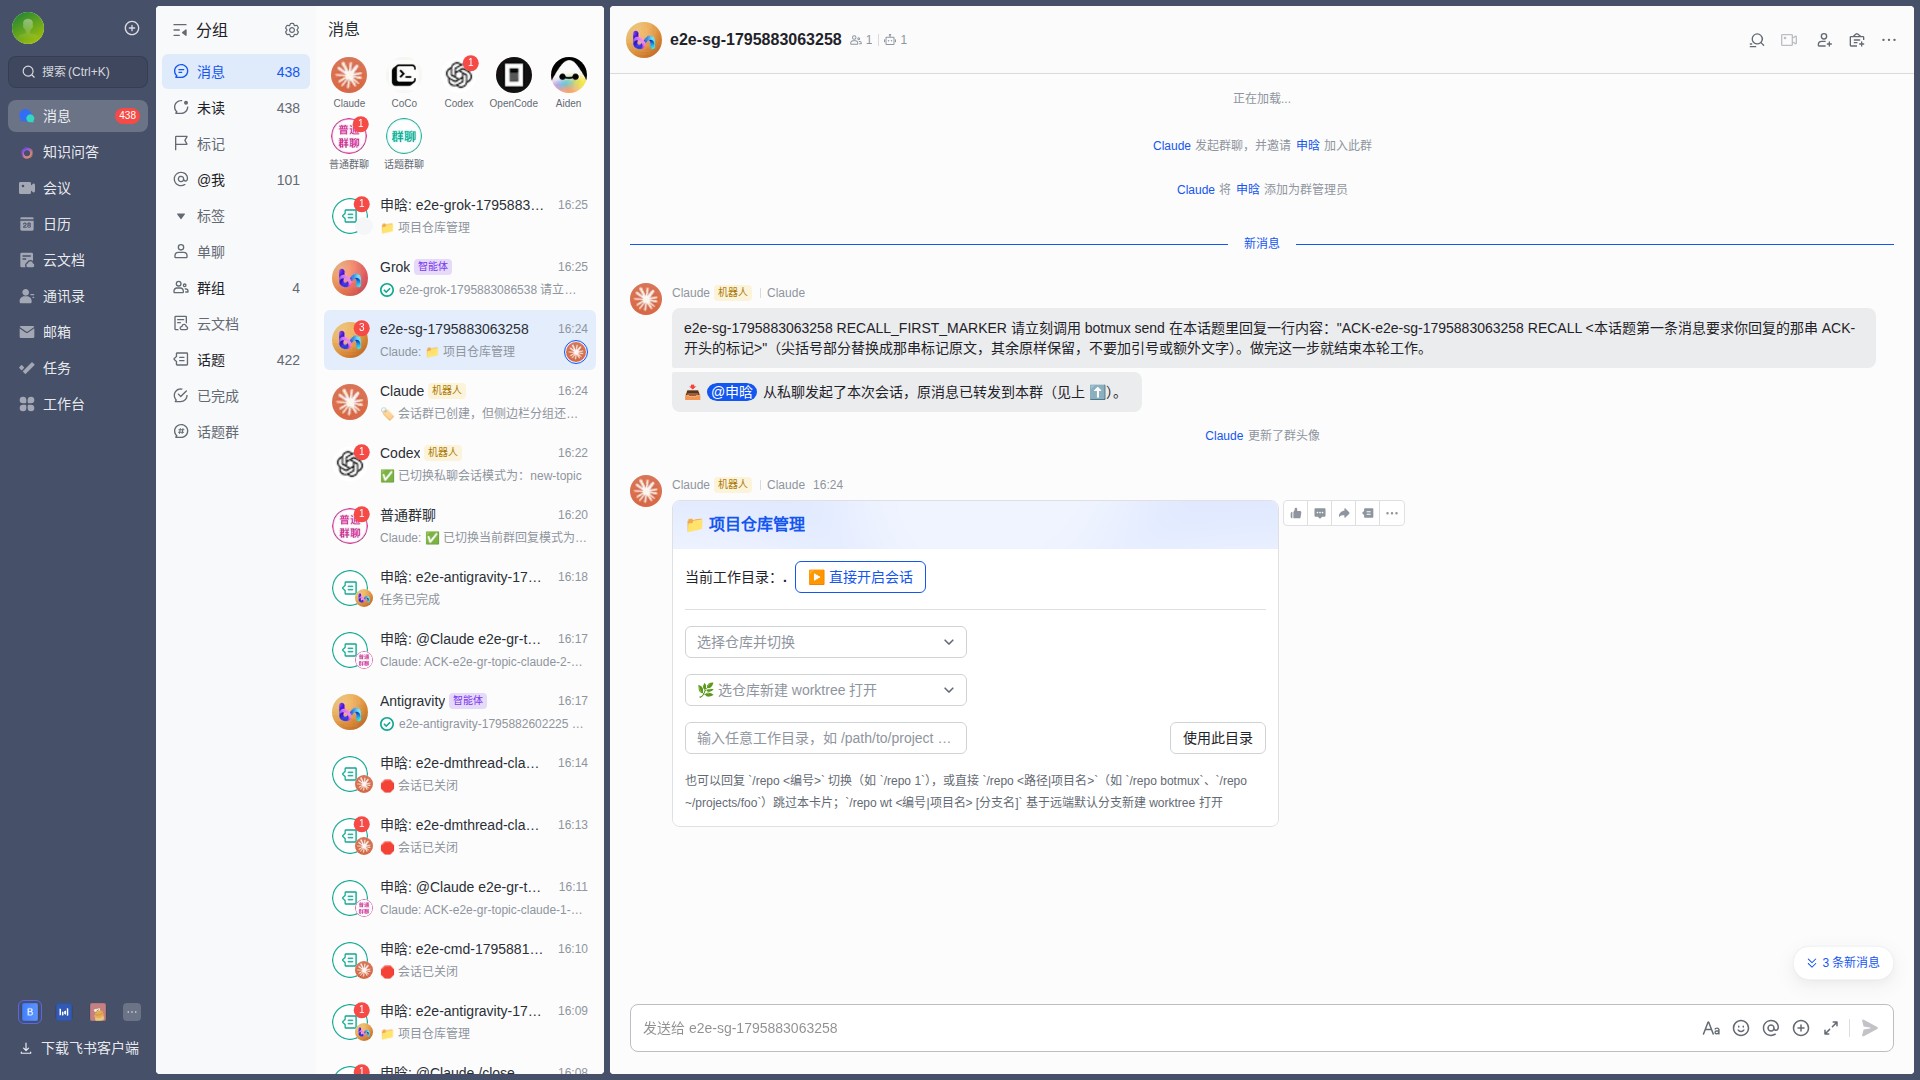 搜索 (Ctrl+K)
消息 438
知识问答
会议
日历
云文档
通讯录
邮箱
任务
工作台
下载飞书客户端
分组
消息 438
未读 438
标记
@我 101
标签
单聊
群组 4
云文档
话题 422
已完成
话题群
消息
Claude
CoCo
1
Codex
OpenCode
Aiden
普通群聊 1
普通群聊
群聊
话题群聊
1 申晗: e2e-grok-1795883… 16:25
📁 项目仓库管理
Grok 智能体 16:25
e2e-grok-1795883086538 请立…
3 e2e-sg-1795883063258 16:24
Claude: 📁 项目仓库管理
Claude 机器人 16:24
🏷️ 会话群已创建，但侧边栏分组还…
1 Codex 机器人 16:22
✅ 已切换私聊会话模式为：new-topic
1 普通群聊 16:20
Claude: ✅ 已切换当前群回复模式为…
申晗: e2e-antigravity-17… 16:18
任务已完成
申晗: @Claude e2e-gr-t… 16:17
Claude: ACK-e2e-gr-topic-claude-2-…
Antigravity 智能体 16:17
e2e-antigravity-1795882602225 …
申晗: e2e-dmthread-cla… 16:14
🛑 会话已关闭
1 申晗: e2e-dmthread-cla… 16:13
🛑 会话已关闭
申晗: @Claude e2e-gr-t… 16:11
Claude: ACK-e2e-gr-topic-claude-1-…
申晗: e2e-cmd-1795881… 16:10
🛑 会话已关闭
1 申晗: e2e-antigravity-17… 16:09
📁 项目仓库管理
1 申晗: @Claude /close 16:08
e2e-sg-1795883063258 1 1
正在加载...
Claude 发起群聊，并邀请 申晗 加入此群
Claude 将 申晗 添加为群管理员
新消息
Claude 机器人 Claude
e2e-sg-1795883063258 RECALL_FIRST_MARKER 请立刻调用 botmux send 在本话题里回复一行内容："ACK-e2e-sg-1795883063258 RECALL <本话题第一条消息要求你回复的那串 ACK-
开头的标记>"（尖括号部分替换成那串标记原文，其余原样保留，不要加引号或额外文字）。做完这一步就结束本轮工作。
📥 @申晗 从私聊发起了本次会话，原消息已转发到本群（见上 ⬆️）。
Claude 更新了群头像
Claude 机器人 Claude 16:24
📁 项目仓库管理
当前工作目录：. ▶️ 直接开启会话
选择仓库并切换
🌿 选仓库新建 worktree 打开
输入任意工作目录，如 /path/to/project … 使用此目录
也可以回复 `/repo <编号>` 切换（如 `/repo 1`），或直接 `/repo <路径|项目名>`（如 `/repo botmux`、`/repo
~/projects/foo`）跳过本卡片；`/repo wt <编号|项目名> [分支名]` 基于远端默认分支新建 worktree 打开
3 条新消息
发送给 e2e-sg-1795883063258